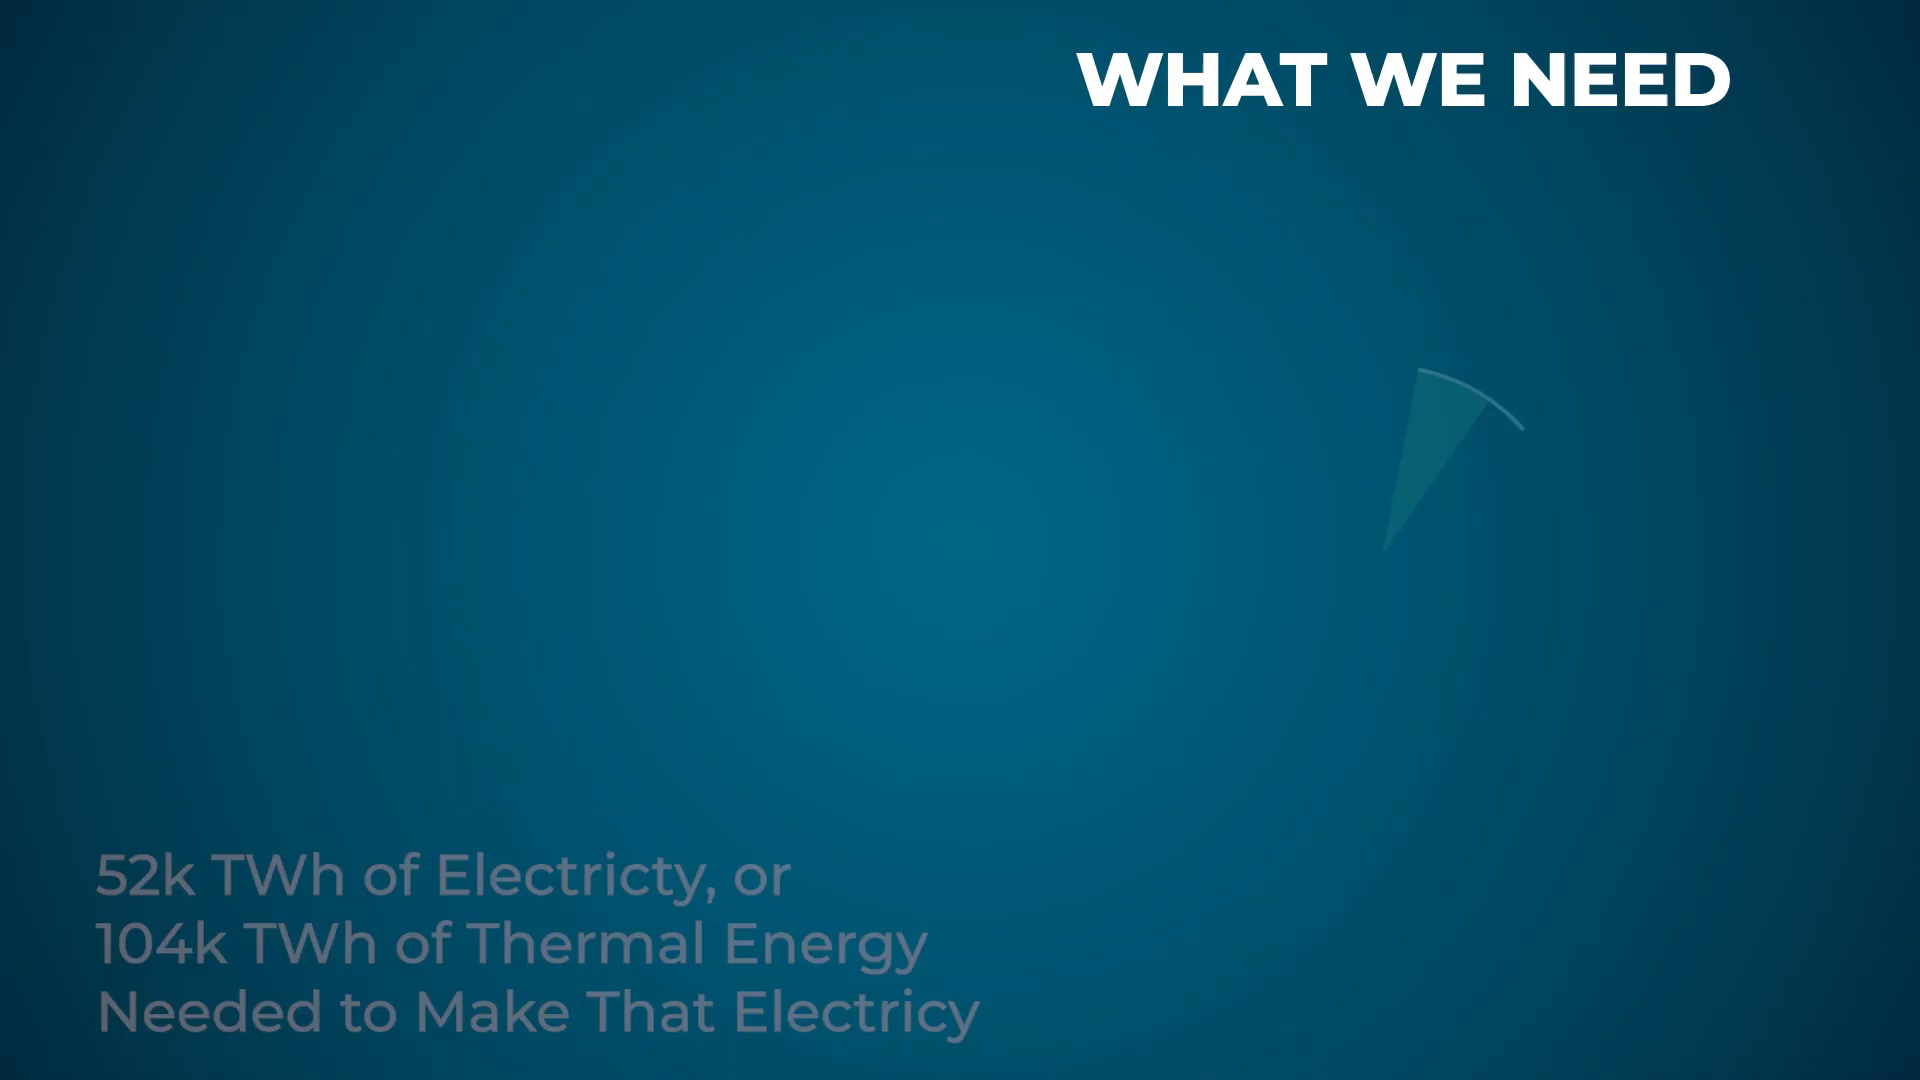 WHAT WE NEED
52k TWh of Electricty, or
104k TWh of Thermal Energy
Needed to Make That Electricy